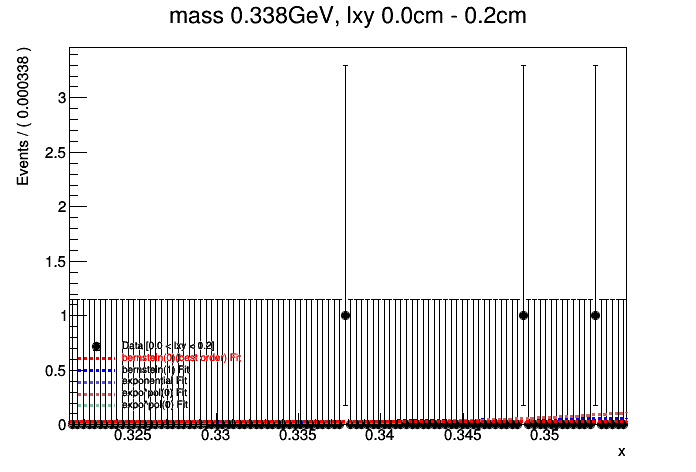 mass 0.338GeV, lxy 0.0cm - 0.2cm
Events / ( 0.000338 )
3
2.5
2
1.5
1
0.5
0
Data [0.0 < lxy < 0.2]
bernstein(0)(best order) Fit
bernstein(1) Fit
exponential Fit
expo*pol(0) Fit
expo*pol(0) Fit
0.325 0.33 0.335 0.34 0.345 0.35
x